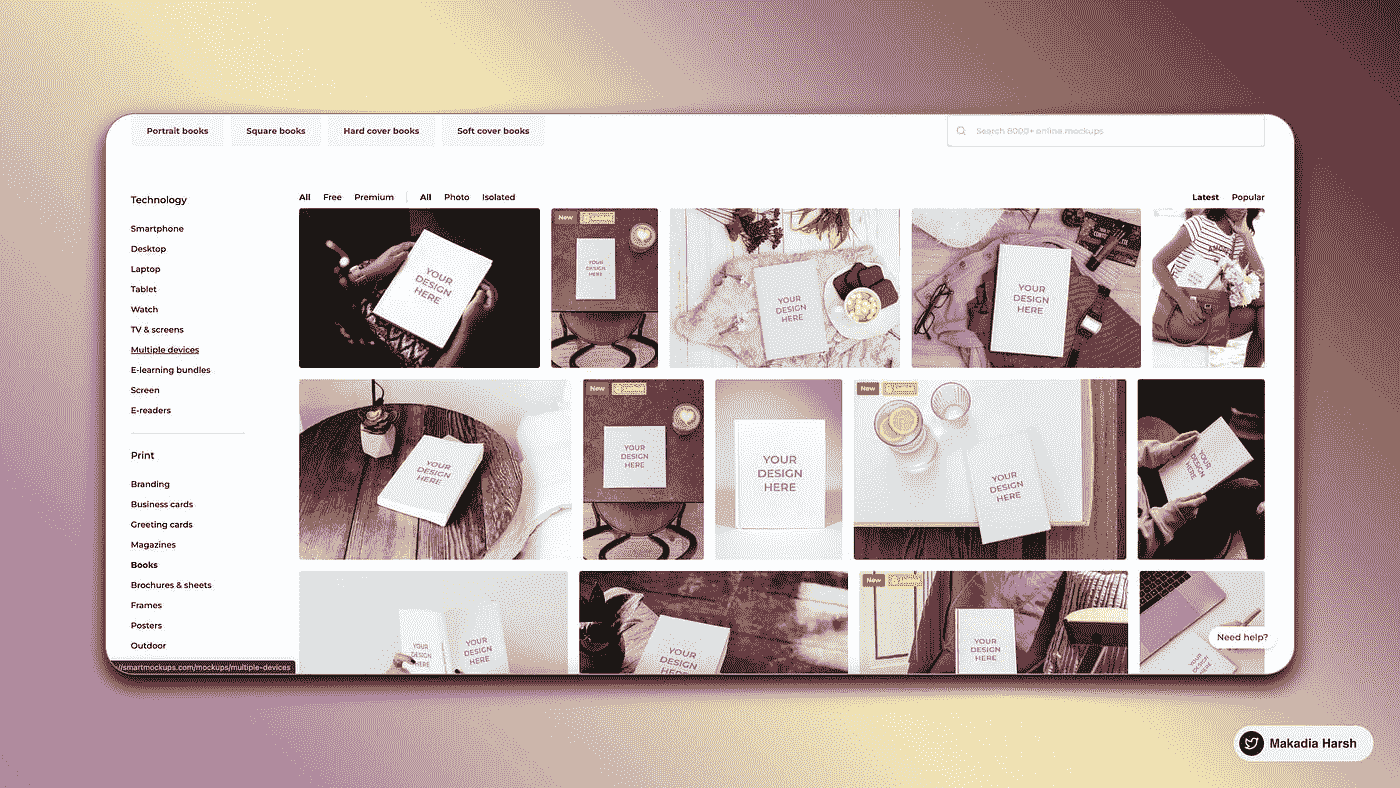 Portrait books
Square books
Hard cover books
Soft cover books
Search 8000+ online mockups
All Free Premium All Photo Isolated
Latest Popular
Technology
Smartphone
Desktop
Laptop
Tablet
Watch
TV & screens
Multiple devices
E-learning bundles
Screen
E-readers
Print
Branding
Business cards
Greeting cards
Magazines
Books
Brochures & sheets
Frames
Posters
Outdoor
YOUR
DESIGN
HERE
New
YOUR
DESIGN
HERE
YOUR
DESIGN
HERE
YOUR
DESIGN
HERE
YOUR
DESIGN
HERE
New
YOUR
DESIGN
HERE
YOUR
DESIGN
HERE
New
YOUR
DESIGN
HERE
YOUR
DESIGN
HERE
YOUR
DESIGN
HERE
YOUR
DESIGN
HERE
YOUR
DESIGN
HERE
New
YOUR
DESIGN
HERE
YOUR
DESIGN
Need help?
//smartmockups.com/mockups/multiple-devices
Makadia Harsh